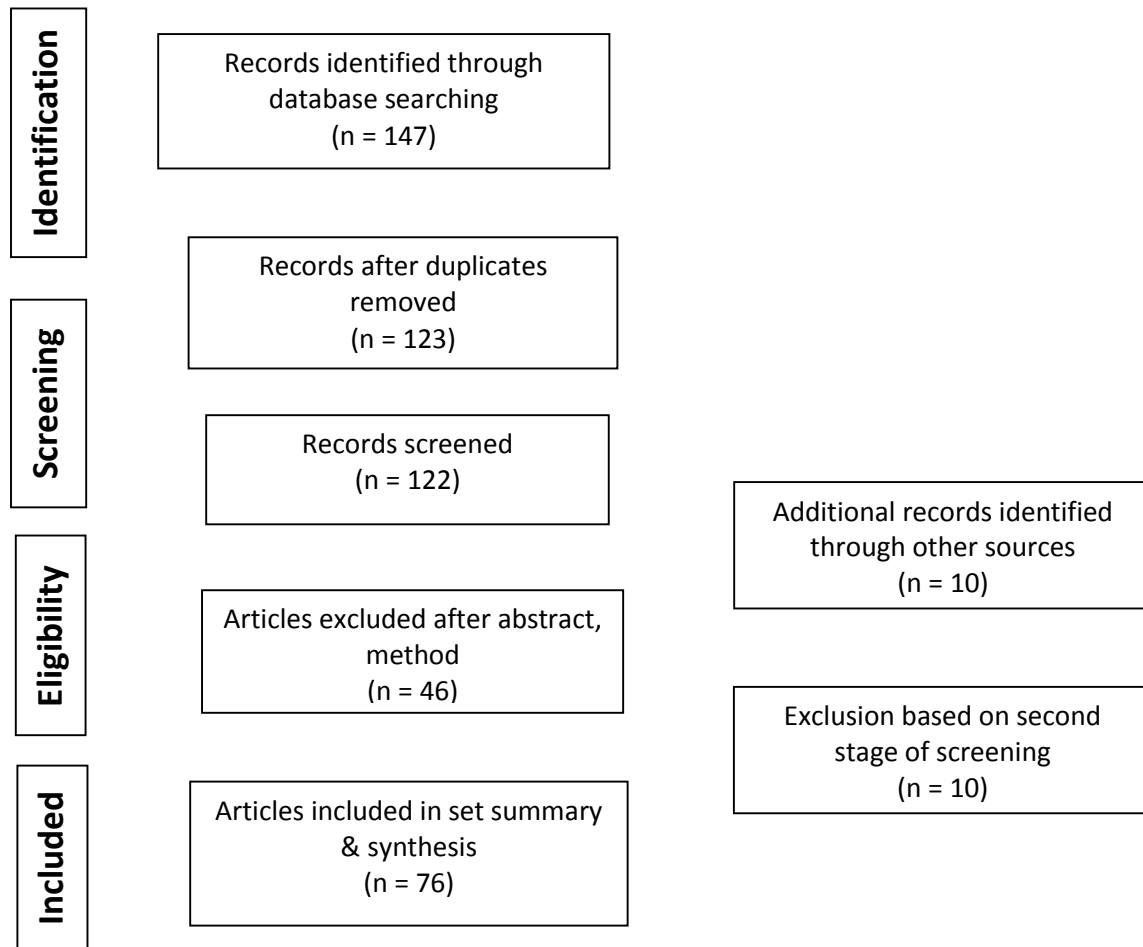 Identification
Records identified through
database searching
(n = 147)
Records after duplicates
removed
(n = 123)
Screening
Records screened
(n = 122)
Additional records identified
through other sources
(n = 10)
Eligibility
Articles excluded after abstract,
method
(n = 46)
Exclusion based on second
stage of screening
(n = 10)
Included
Articles included in set summary
& synthesis
(n = 76)